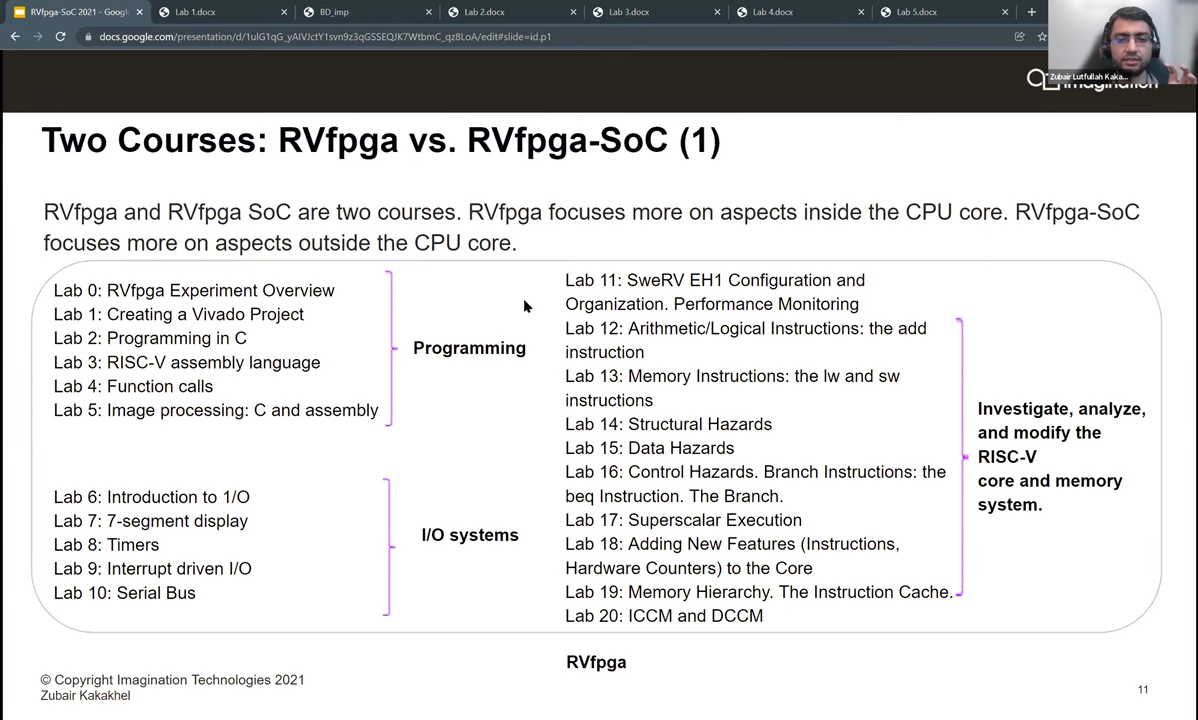 RVfpga-SoC 2021 - Googl
Lab 1.docx
BD_imp
Lab 2.docx
Lab 3.docx
Lab 4.docx
Lab 5.docx
Zubair Lutfullah Kaka...
imagination
Two Courses: RVfpga vs. RVfpga-SoC (1)
RVfpga and RVfpga SoC are two courses. RVfpga focuses more on aspects inside the CPU core. RVfpga-SoC
focuses more on aspects outside the CPU core.
Lab 0: RVfpga Experiment Overview
Lab 1: Creating a Vivado Project
Lab 2: Programming in C
Lab 3: RISC-V assembly language
Lab 4: Function calls
Lab 5: Image processing: C and assembly
Programming
Lab 6: Introduction to 1/O
Lab 7: 7-segment display
Lab 8: Timers
Lab 9: Interrupt driven I/O
Lab 10: Serial Bus
I/O systems
Lab 11: SweRV EH1 Configuration and
Organization. Performance Monitoring
Lab 12: Arithmetic/Logical Instructions: the add
instruction
Lab 13: Memory Instructions: the lw and sw
instructions
Lab 14: Structural Hazards
Lab 15: Data Hazards
Lab 16: Control Hazards. Branch Instructions: the
beq Instruction. The Branch.
Lab 17: Superscalar Execution
Lab 18: Adding New Features (Instructions,
Hardware Counters) to the Core
Lab 19: Memory Hierarchy. The Instruction Cache.
Lab 20: ICCM and DCCM
Investigate, analyze,
and modify the
RISC-V
core and memory
system.
RVfpga
© Copyright Imagination Technologies 2021
Zubair Kakakhel
11